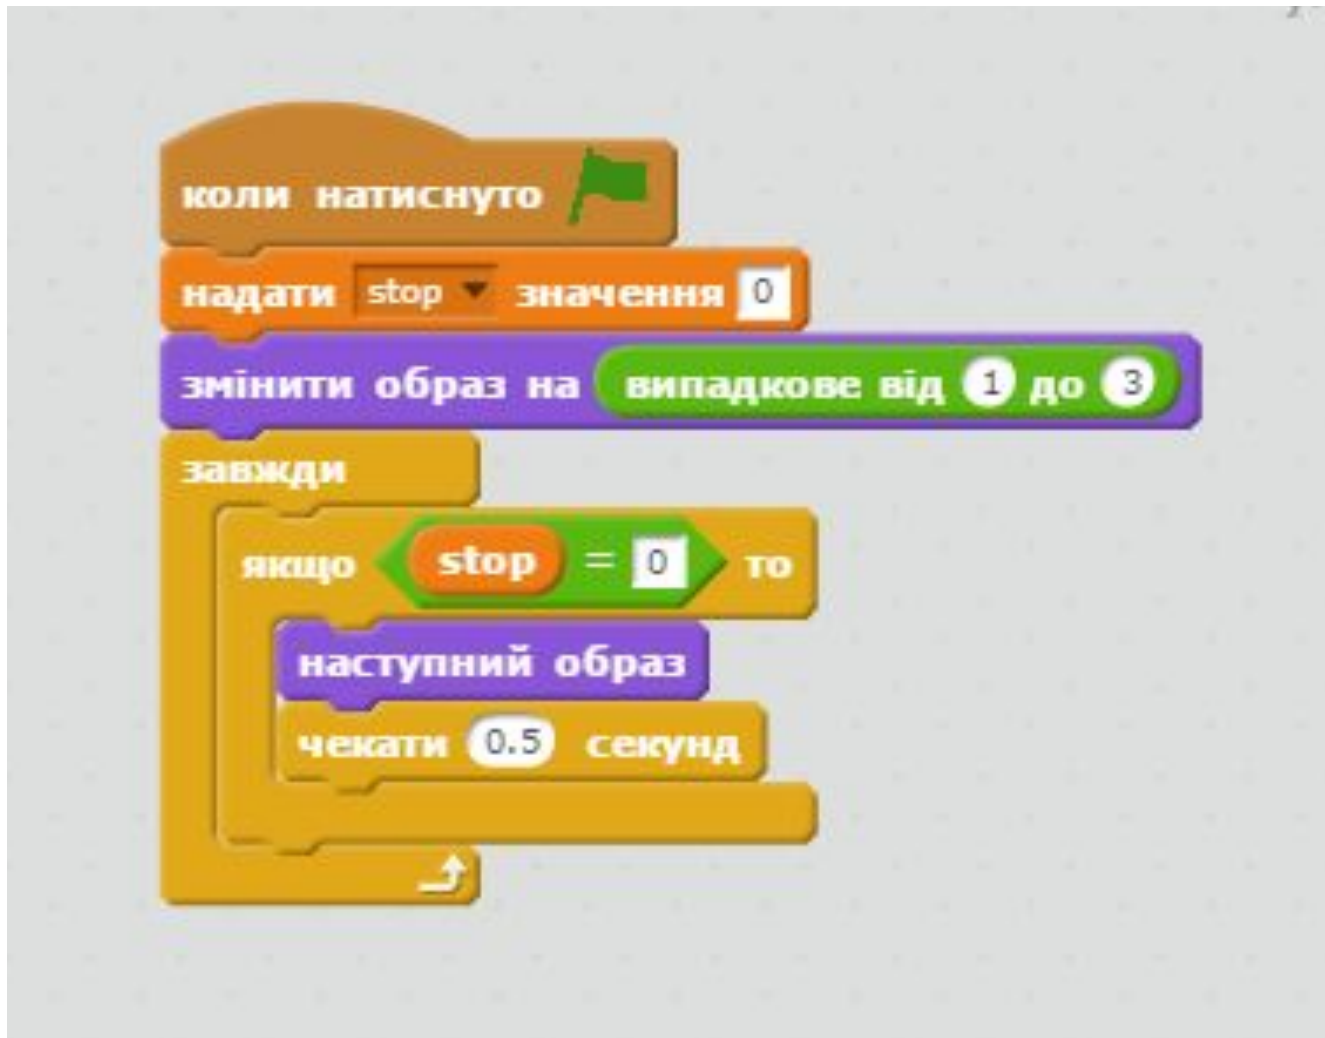 коли натиснуто
надати stop значення 0
змінити образ на випадкове від 1 до 3
завжди
якщо stop = 0 то
наступний образ
чекати 0.5 секунд